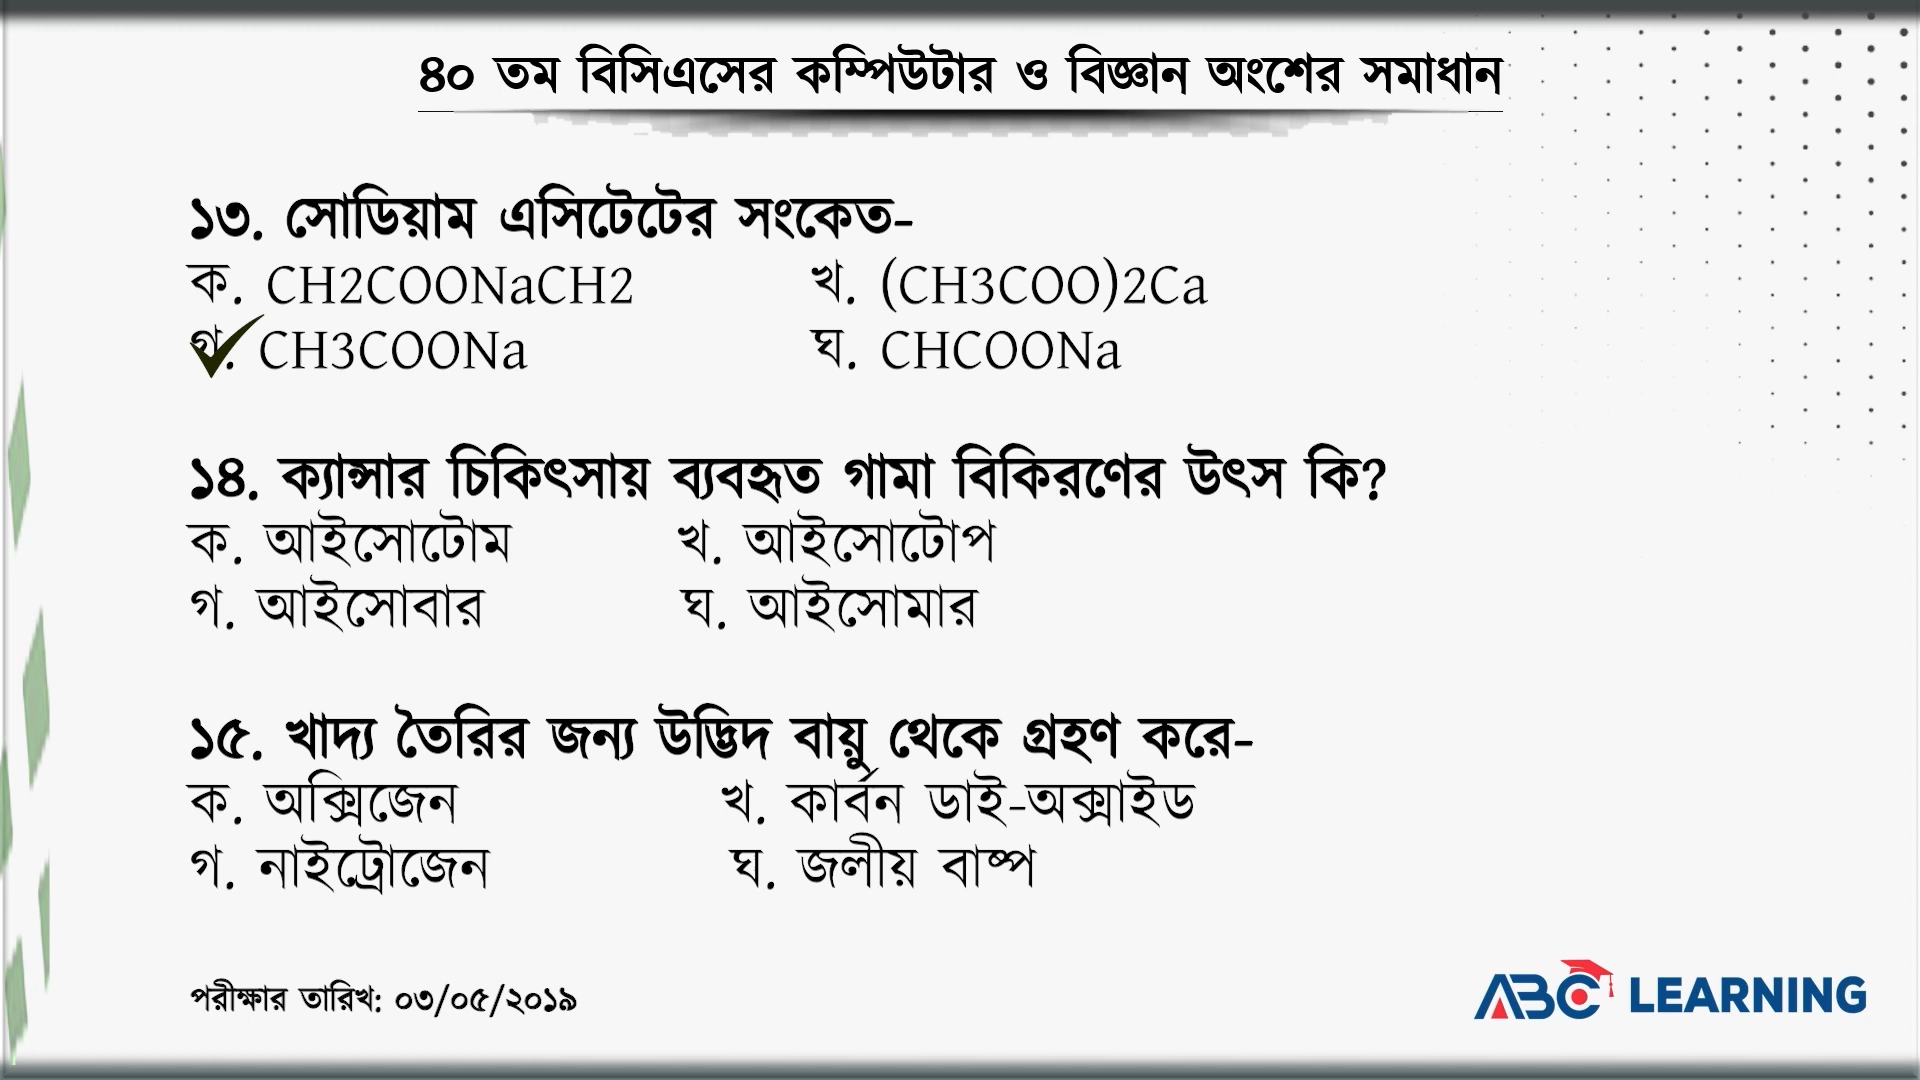 ৪০ তম বিসিএসের কম্পিউটার ও বিজ্ঞান অংশের সমাধান
১৩. সোডিয়াম এসিটেটের সংকেত-
ক. CH2COONaCH2 খ. (CH3COO)2Ca
গ. CH3COONa ঘ. CHCOONa
১৪. ক্যান্সার চিকিৎসায় ব্যবহৃত গামা বিকিরণের উৎস কি?
ক. আইসোটোম খ. আইসোটোপ
গ. আইসোবার ঘ. আইসোমার
১৫. খাদ্য তৈরির জন্য উদ্ভিদ বায়ু থেকে গ্রহণ করে-
ক. অক্সিজেন খ. কার্বন ডাই-অক্সাইড
গ. নাইট্রোজেন ঘ. জলীয় বাষ্প
পরীক্ষার তারিখ: ০৩/০৫/২০১৯
ABC LEARNING